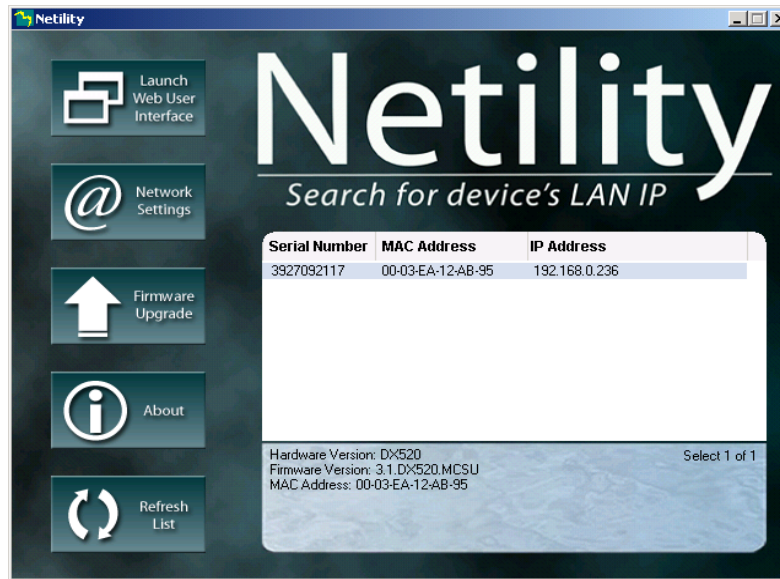 Netility
Launch
Web User
Interface
Network
Settings
Firmware
Upgrade
About
Refresh
List
Netility
Search for device's LAN IP
Serial Number MAC Address IP Address
3927092117 00-03-EA-12-AB-95 192.168.0.236
Hardware Version: DX520 Select 1 of 1
Firmware Version: 3.1.DX520.MCSU
MAC Address: 00-03-EA-12-AB-95